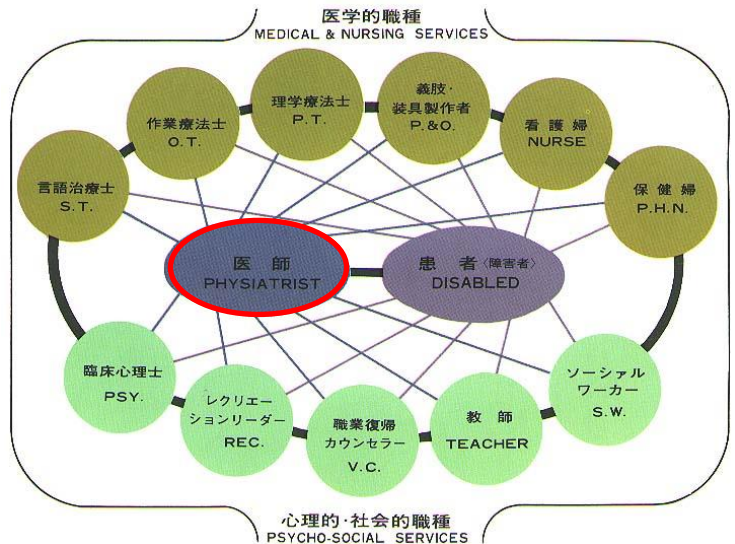 医学的職種
MEDICAL & NURSING SERVICES
義肢・
装具製作者
P.&O.
理学療法士
P.T.
作業療法士
O.T.
看護婦
NURSE
言語治療士
S.T.
保健婦
P.H.N.
医師
PHYSIATRIST
患者〈障害者〉
DISABLED
臨床心理士
PSY.
レクリエー
ションリーダー
REC.
職業復帰
カウンセラー
V.C.
教師
TEACHER
ソーシャル
ワーカー
S.W.
心理的・社会的職種
PSYCHO-SOCIAL SERVICES